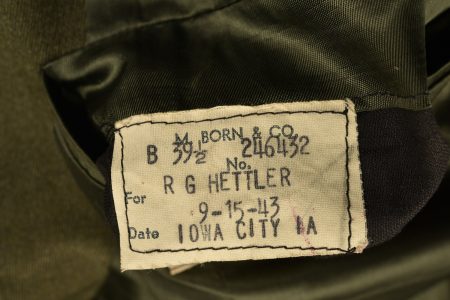 M. BORN & CO.
B 39½ 246432
No.
R G HETTLER
For
9-15-43
Date IOWA CITY IA